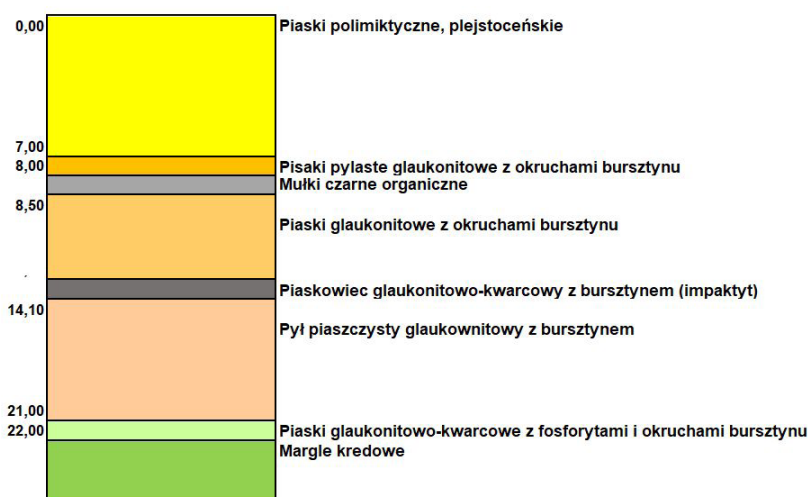 0,00 Piaski polimiktyczne, plejstoceńskie
7,00
8,00 Pisaki pylaste glaukonitowe z okruchami bursztynu
Mułki czarne organiczne
8,50
Piaski glaukonitowe z okruchami bursztynu
Piaskowiec glaukonitowo-kwarcowy z bursztynem (impaktyt)
14,10
Pył piaszczysty glaukownitowy z bursztynem
21,00
22,00 Piaski glaukonitowo-kwarcowe z fosforytami i okruchami bursztynu
Margle kredowe